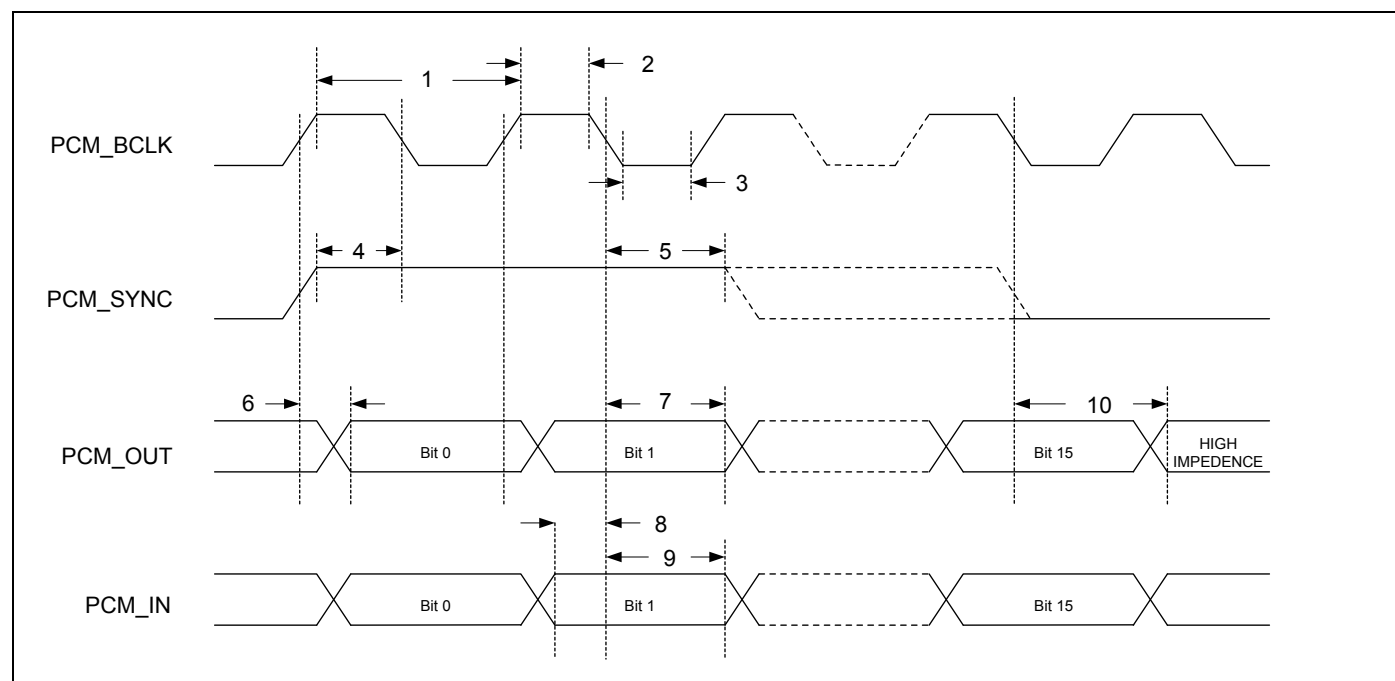 1
2
PCM_BCLK
3
4
5
PCM_SYNC
6
7
10
PCM_OUT
Bit 0
Bit 1
Bit 15
HIGH
IMPEDENCE
8
9
PCM_IN
Bit 0
Bit 1
Bit 15